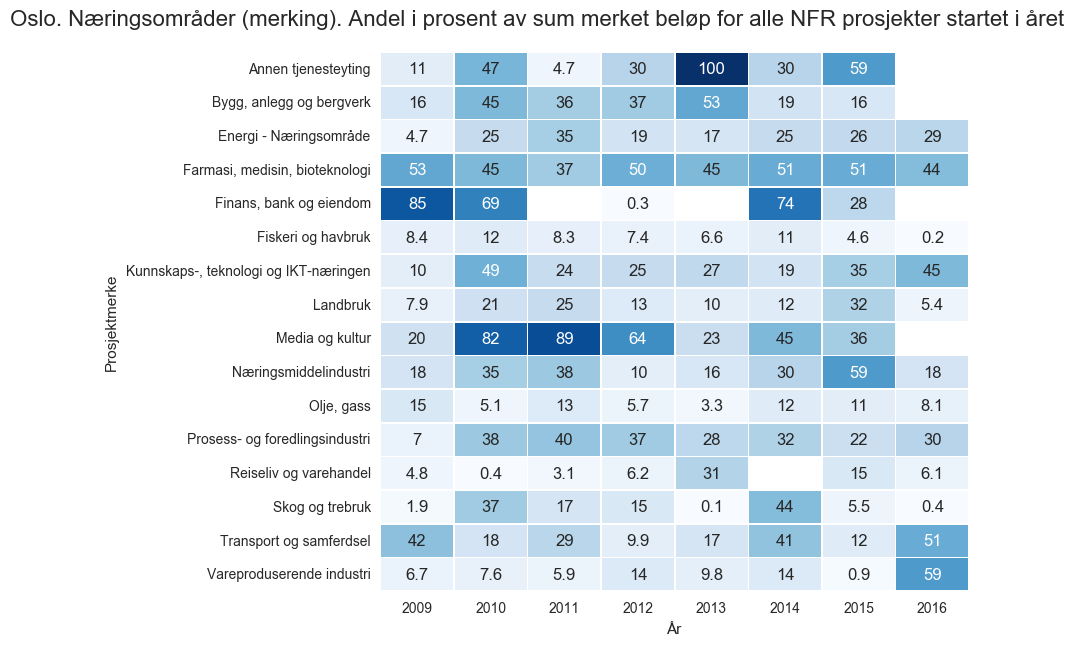 Oslo. Næringsområder (merking). Andel i prosent av sum merket beløp for alle NFR prosjekter startet i året
Prosjektmerke
Annen tjenesteyting 11 47 4.7 30 100 30 59
Bygg, anlegg og bergverk 16 45 36 37 53 19 16
Energi - Næringsområde 4.7 25 35 19 17 25 26 29
Farmasi, medisin, bioteknologi 53 45 37 50 45 51 51 44
Finans, bank og eiendom 85 69 0.3 74 28
Fiskeri og havbruk 8.4 12 8.3 7.4 6.6 11 4.6 0.2
Kunnskaps-, teknologi og IKT-næringen 10 49 24 25 27 19 35 45
Landbruk 7.9 21 25 13 10 12 32 5.4
Media og kultur 20 82 89 64 23 45 36
Næringsmiddelindustri 18 35 38 10 16 30 59 18
Olje, gass 15 5.1 13 5.7 3.3 12 11 8.1
Prosess- og foredlingsindustri 7 38 40 37 28 32 22 30
Reiseliv og varehandel 4.8 0.4 3.1 6.2 31 15 6.1
Skog og trebruk 1.9 37 17 15 0.1 44 5.5 0.4
Transport og samferdsel 42 18 29 9.9 17 41 12 51
Vareproduserende industri 6.7 7.6 5.9 14 9.8 14 0.9 59
2009 2010 2011 2012 2013 2014 2015 2016
År